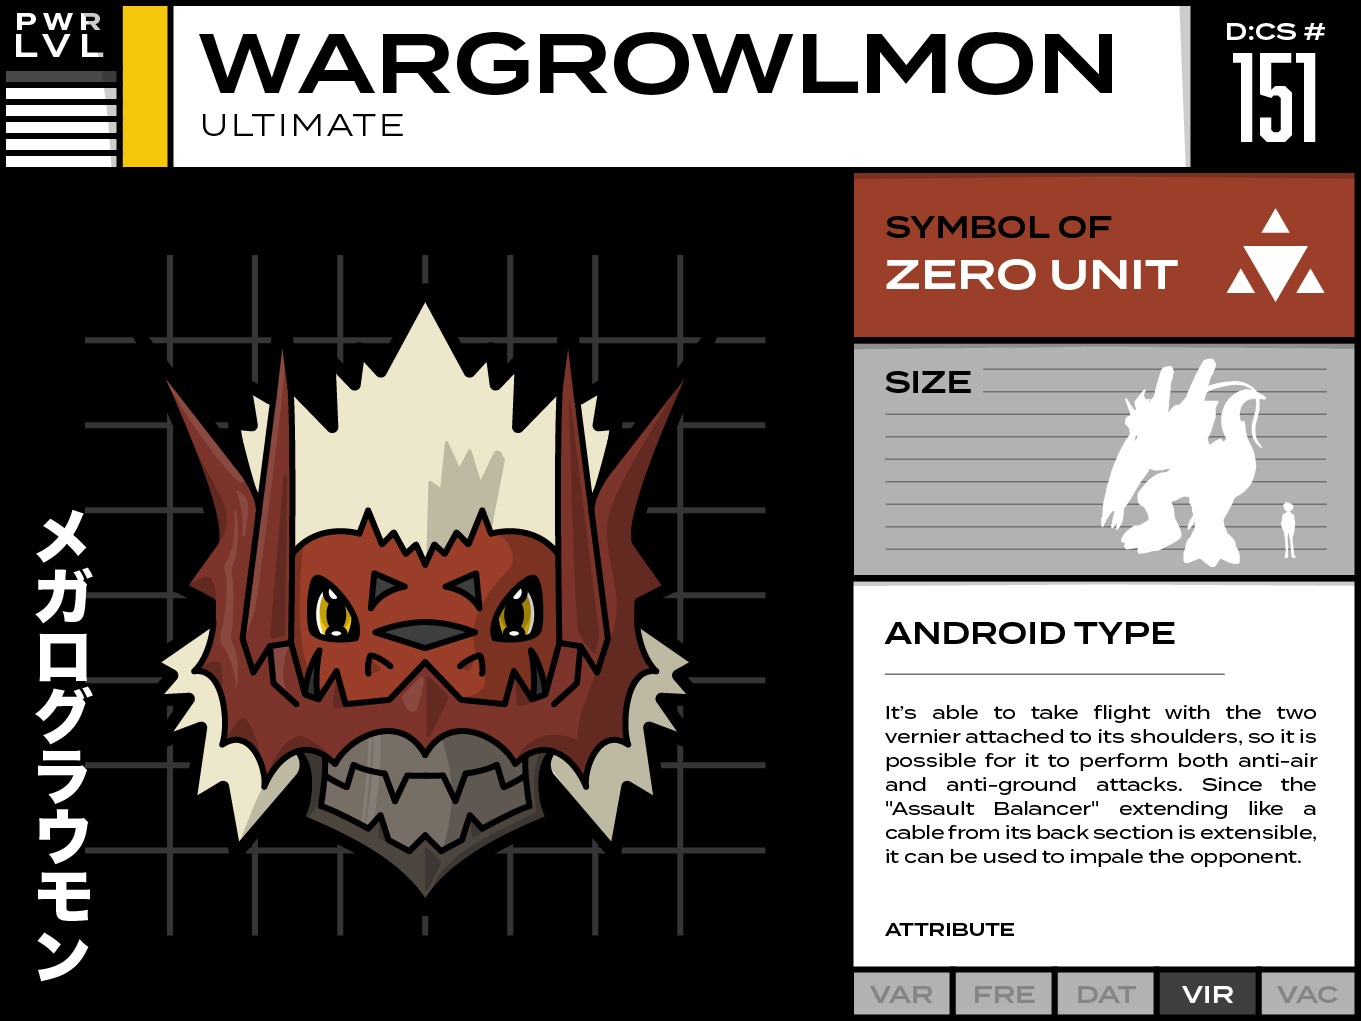 PWR
LVL
WARGROWLMON
ULTIMATE
D:CS #
151
メガログラウモン
SYMBOL OF
ZERO UNIT
SIZE
ANDROID TYPE
It's able to take flight with the two
vernier attached to its shoulders, so it is
possible for it to perform both anti-air
and anti-ground attacks. Since the
"Assault Balancer" extending like a
cable from its back section is extensible,
it can be used to impale the opponent.
ATTRIBUTE
VAR FRE DAT VIR VAC